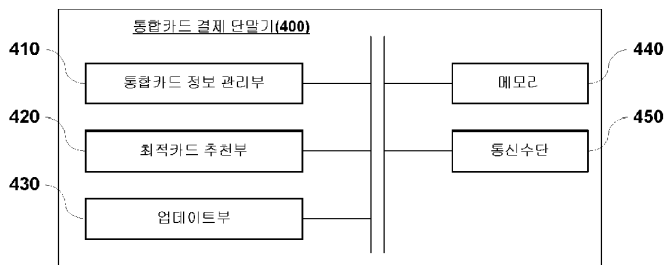 통합카드 결제 단말기(400)
410 통합카드 정보 관리부 메모리 440
420 최적카드 추천부 통신수단 450
430 업데이트부